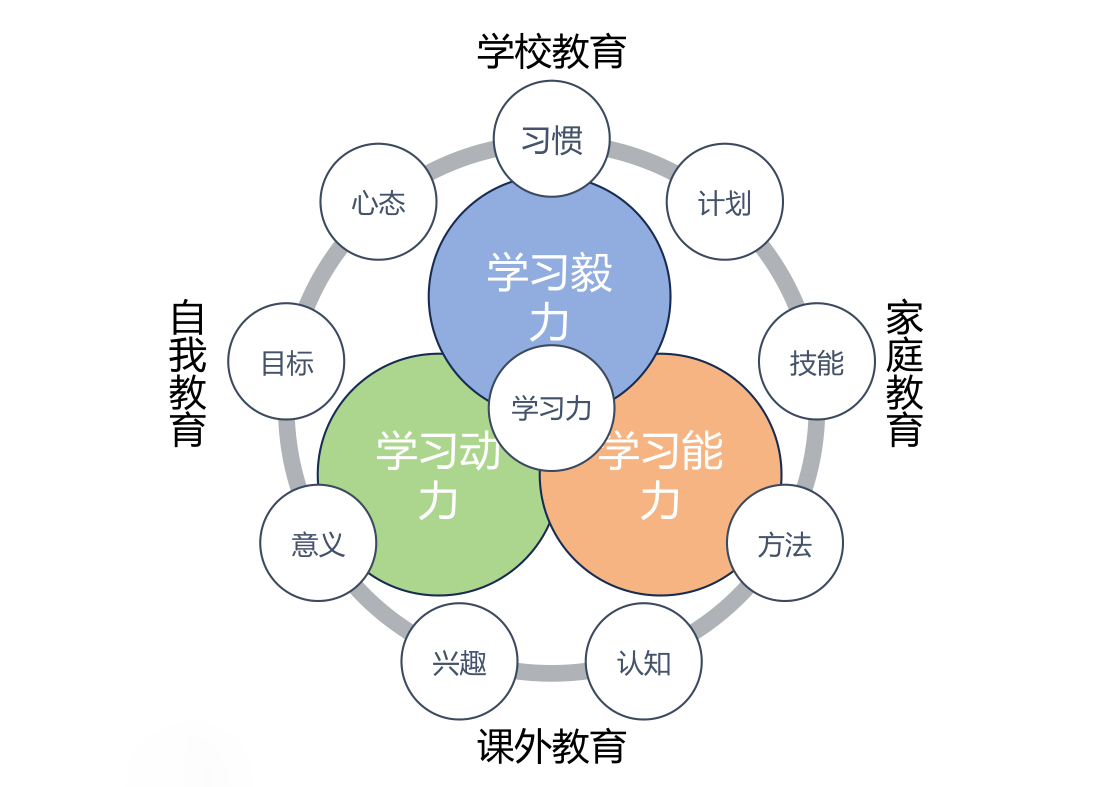 学校教育
习惯
心态
计划
学习毅
力
自我教育
目标
技能
家庭教育
学习力
学习动
力
学习能
力
意义
方法
兴趣
认知
课外教育